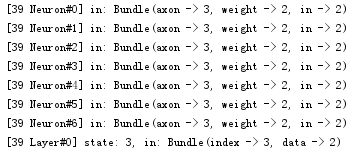 [39 Neuron#0] in: Bundle(axon -> 3, weight -> 2, in -> 2)
[39 Neuron#1] in: Bundle(axon -> 3, weight -> 2, in -> 2)
[39 Neuron#2] in: Bundle(axon -> 3, weight -> 2, in -> 2)
[39 Neuron#3] in: Bundle(axon -> 3, weight -> 2, in -> 2)
[39 Neuron#4] in: Bundle(axon -> 3, weight -> 2, in -> 2)
[39 Neuron#5] in: Bundle(axon -> 3, weight -> 2, in -> 2)
[39 Neuron#6] in: Bundle(axon -> 3, weight -> 2, in -> 2)
[39 Layer#0] state: 3, in: Bundle(index -> 3, data -> 2)